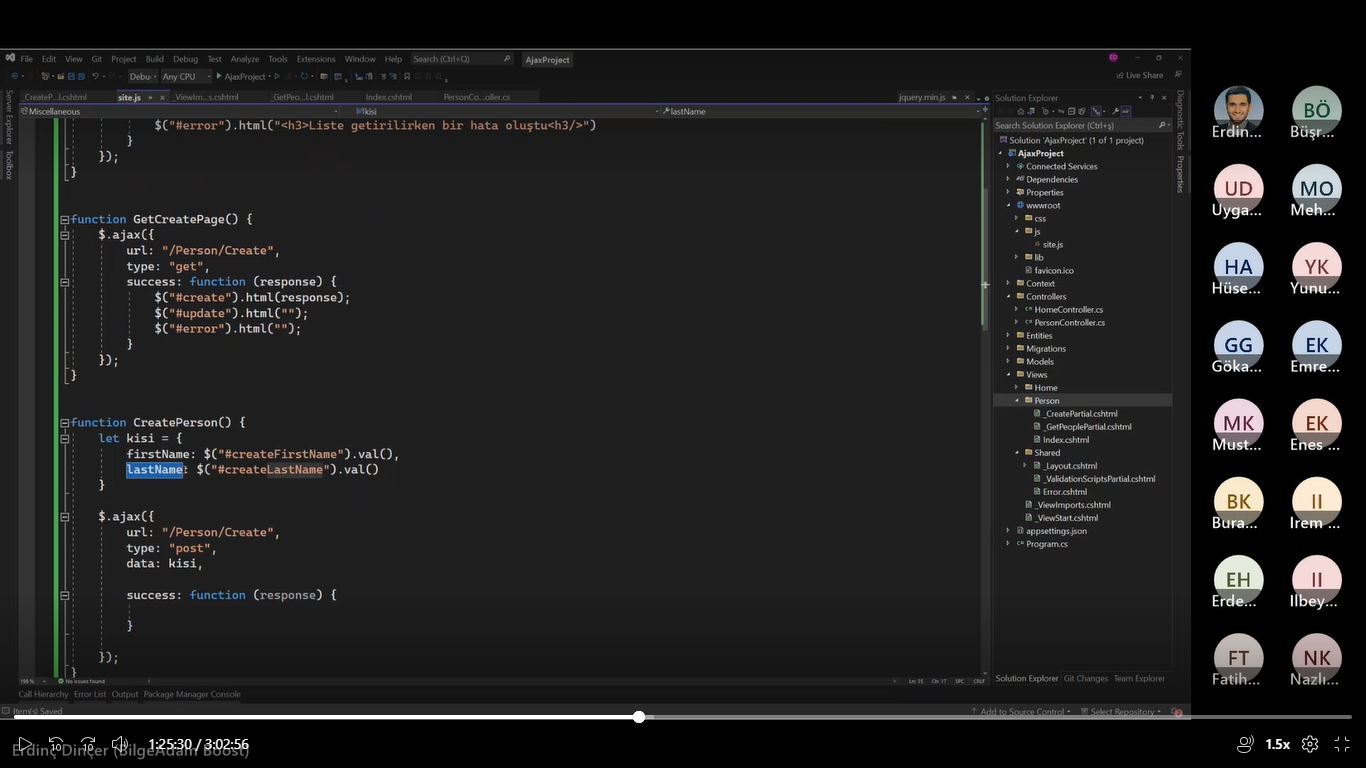 File Edit View Git Project Build Debug Test Analyze Tools Extensions Window Help Search (Ctrl+Q) AjaxProject
Debu Any CPU AjaxProject Live Share
_CreateP...l.cshtml site.js _ViewIm...s.cshtml _GetPeo...l.cshtml Index.cshtml PersonCo...oller.cs jquery.min.js
Miscellaneous kisi lastName
Server Explorer Toolbox
$("#error").html("<h3>Liste getirilirken bir hata oluştu<h3/>")
}
});
}
function GetCreatePage() {
$.ajax({
url: "/Person/Create",
type: "get",
success: function (response) {
$("#create").html(response);
$("#update").html("");
$("#error").html("");
}
});
}
function CreatePerson() {
let kisi = {
firstName: $("#createFirstName").val(),
lastName: $("#createLastName").val()
}
$.ajax({
url: "/Person/Create",
type: "post",
data: kisi,
success: function (response) {
}
});
}
198 % No issues found Ln: 35 Ch: 17 SPC CRLF
Call Hierarchy Error List Output Package Manager Console
Item(s) Saved Add to Source Control Select Repository 2
Solution Explorer
Search Solution Explorer (Ctrl+ş)
Solution 'AjaxProject' (1 of 1 project)
AjaxProject
Connected Services
Dependencies
Properties
wwwroot
css
js
site.js
lib
favicon.ico
Context
Controllers
HomeController.cs
PersonController.cs
Entities
Migrations
Models
Views
Home
Person
_CreatePartial.cshtml
_GetPeoplePartial.cshtml
Index.cshtml
Shared
_Layout.cshtml
_ValidationScriptsPartial.cshtml
Error.cshtml
_ViewImports.cshtml
_ViewStart.cshtml
appsettings.json
Program.cs
Solution Explorer Git Changes Team Explorer
Diagnostic Tools Properties
Erdin... BÖ Büşr...
UD Uyga... MO Meh...
HA Hüse... YK Yunu...
GG Göka... EK Emre...
MK Must... EK Enes ...
BK Bura... II Irem ...
EH Erde... II Ilbey...
FT Fatih... NK Nazlı...
10 10 1:25:30 / 3:02:56 1.5x
Erdinç Dinçer (BilgeAdam Boost)